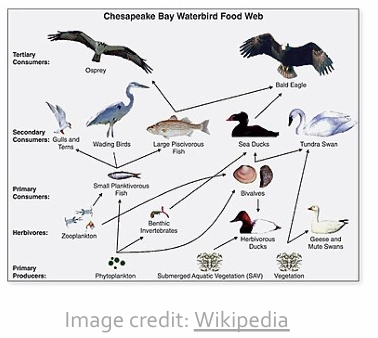 Chesapeake Bay Waterbird Food Web
Tertiary
Consumers:
Osprey
Bald Eagle
Secondary
Consumers:
Gulls and
Terns
Wading Birds
Large Piscivorous
Fish
Sea Ducks
Tundra Swan
Primary
Consumers:
Small Planktivorous
Fish
Bivalves
Herbivores:
Zooplankton
Benthic
Invertebrates
Herbivorous
Ducks
Geese and
Mute Swans
Primary
Producers:
Phytoplankton
Submerged Aquatic Vegetation (SAV)
Vegetation
Image credit: Wikipedia